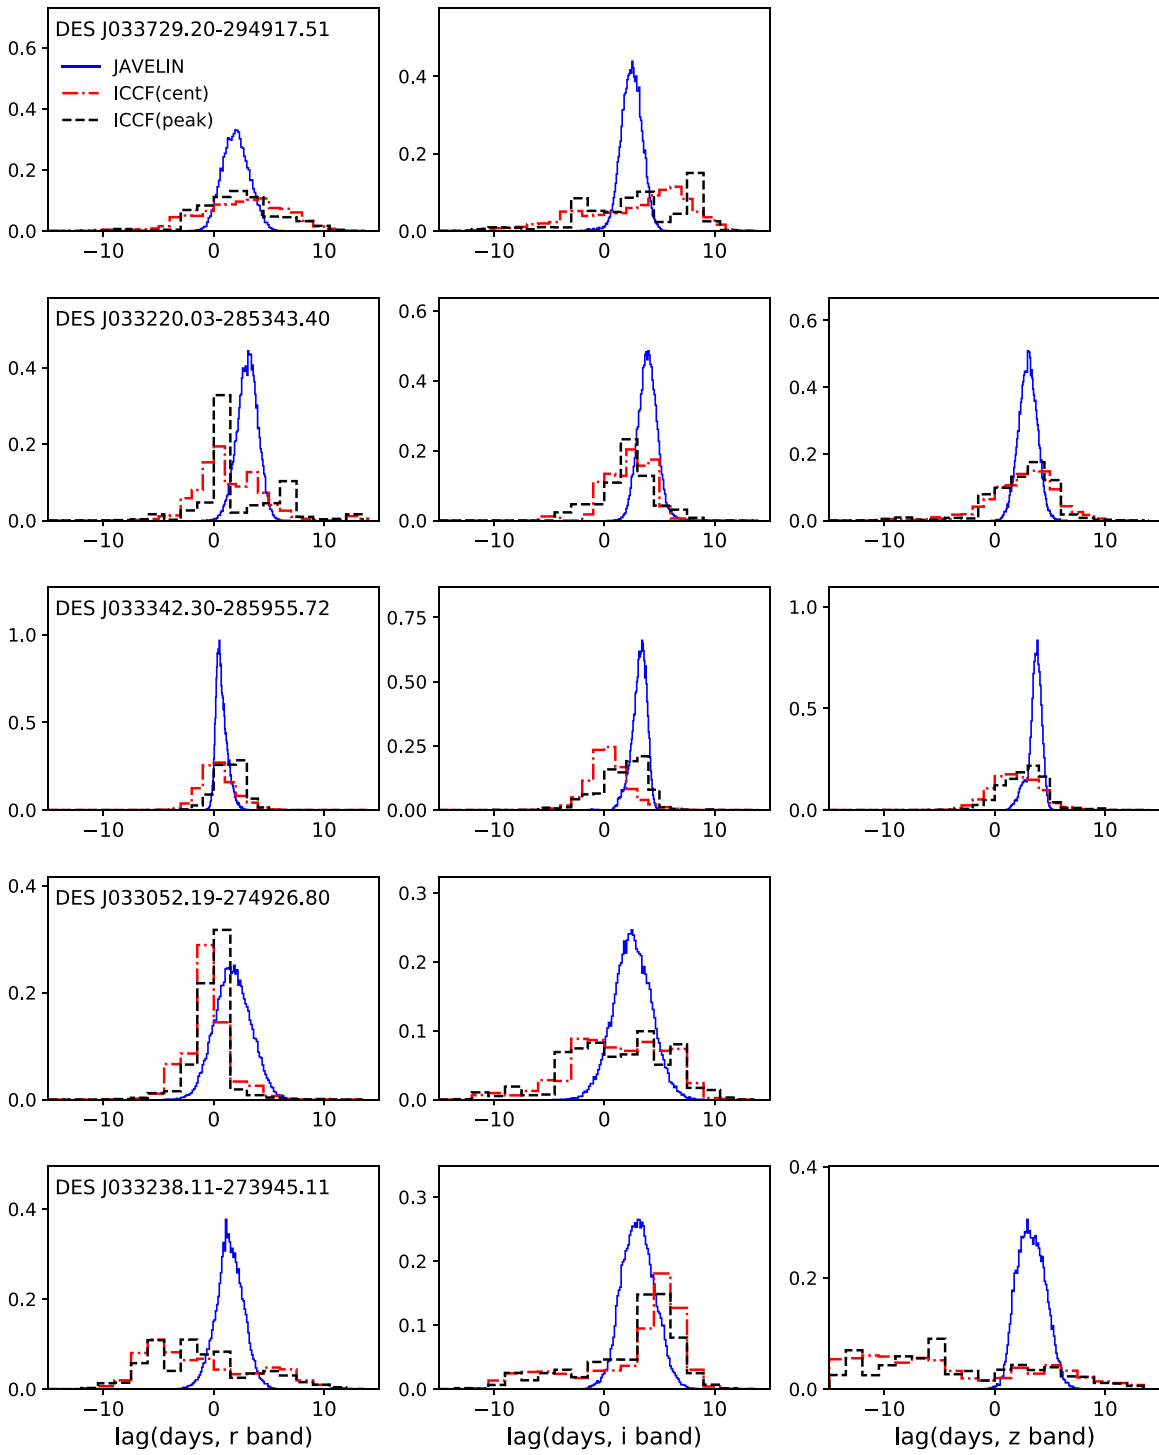 DES J033729.20-294917.51
JAVELIN
ICCF(cent)
ICCF(peak)
0.6
0.4
0.2
0.0
−10 0 10
0.4
0.2
0.0
−10 0 10
DES J033220.03-285343.40
0.4
0.2
0.0
−10 0 10
0.6
0.4
0.2
0.0
−10 0 10
0.6
0.4
0.2
0.0
−10 0 10
DES J033342.30-285955.72
1.0
0.5
0.0
−10 0 10
0.75
0.50
0.25
0.00
−10 0 10
1.0
0.5
0.0
−10 0 10
DES J033052.19-274926.80
0.4
0.2
0.0
−10 0 10
0.3
0.2
0.1
0.0
−10 0 10
DES J033238.11-273945.11
0.4
0.2
0.0
−10 0 10
lag(days, r band)
0.3
0.2
0.1
0.0
−10 0 10
lag(days, i band)
0.4
0.2
0.0
−10 0 10
lag(days, z band)